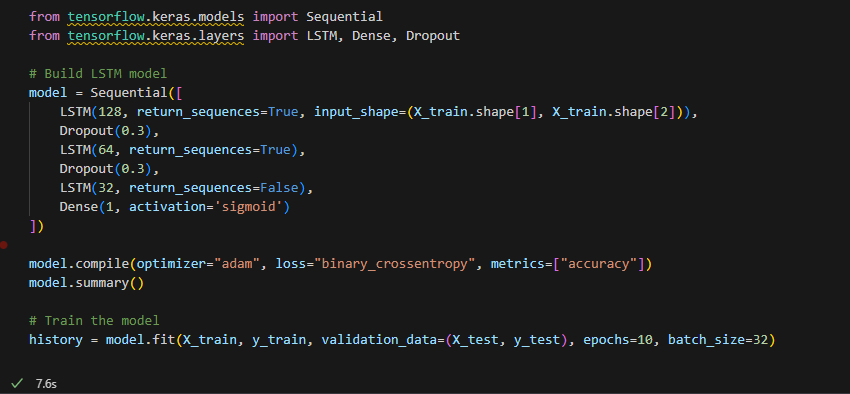 from tensorflow.keras.models import Sequential
from tensorflow.keras.layers import LSTM, Dense, Dropout
# Build LSTM model
model = Sequential([
    LSTM(128, return_sequences=True, input_shape=(X_train.shape[1], X_train.shape[2])),
    Dropout(0.3),
    LSTM(64, return_sequences=True),
    Dropout(0.3),
    LSTM(32, return_sequences=False),
    Dense(1, activation='sigmoid')
])
model.compile(optimizer="adam", loss="binary_crossentropy", metrics=["accuracy"])
model.summary()
# Train the model
history = model.fit(X_train, y_train, validation_data=(X_test, y_test), epochs=10, batch_size=32)
7.6s